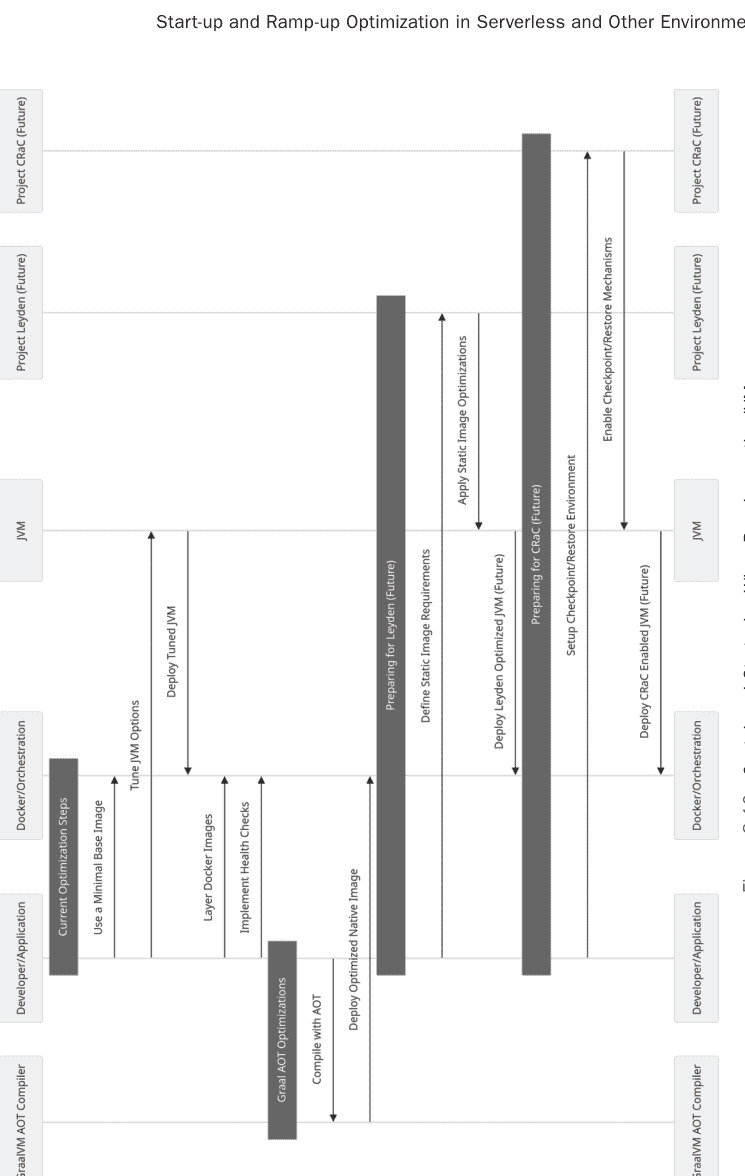 Start-up and Ramp-up Optimization in Serverless and Other Environme
GraalVM AOT Compiler
Developer/Application
Docker/Orchestration
JVM
Project Leyden (Future)
Project CRaC (Future)
Current Optimization Steps
Use a Minimal Base Image
Tune JVM Options
Deploy Tuned JVM
Layer Docker Images
Implement Health Checks
Graal AOT Optimizations
Compile with AOT
Deploy Optimized Native Image
Preparing for Leyden (Future)
Define Static Image Requirements
Apply Static Image Optimizations
Deploy Leyden Optimized JVM (Future)
Preparing for CRaC (Future)
Setup Checkpoint/Restore Environment
Enable Checkpoint/Restore Mechanisms
Deploy CRaC Enabled JVM (Future)
GraalVM AOT Compiler
Developer/Application
Docker/Orchestration
JVM
Project Leyden (Future)
Project CRaC (Future)